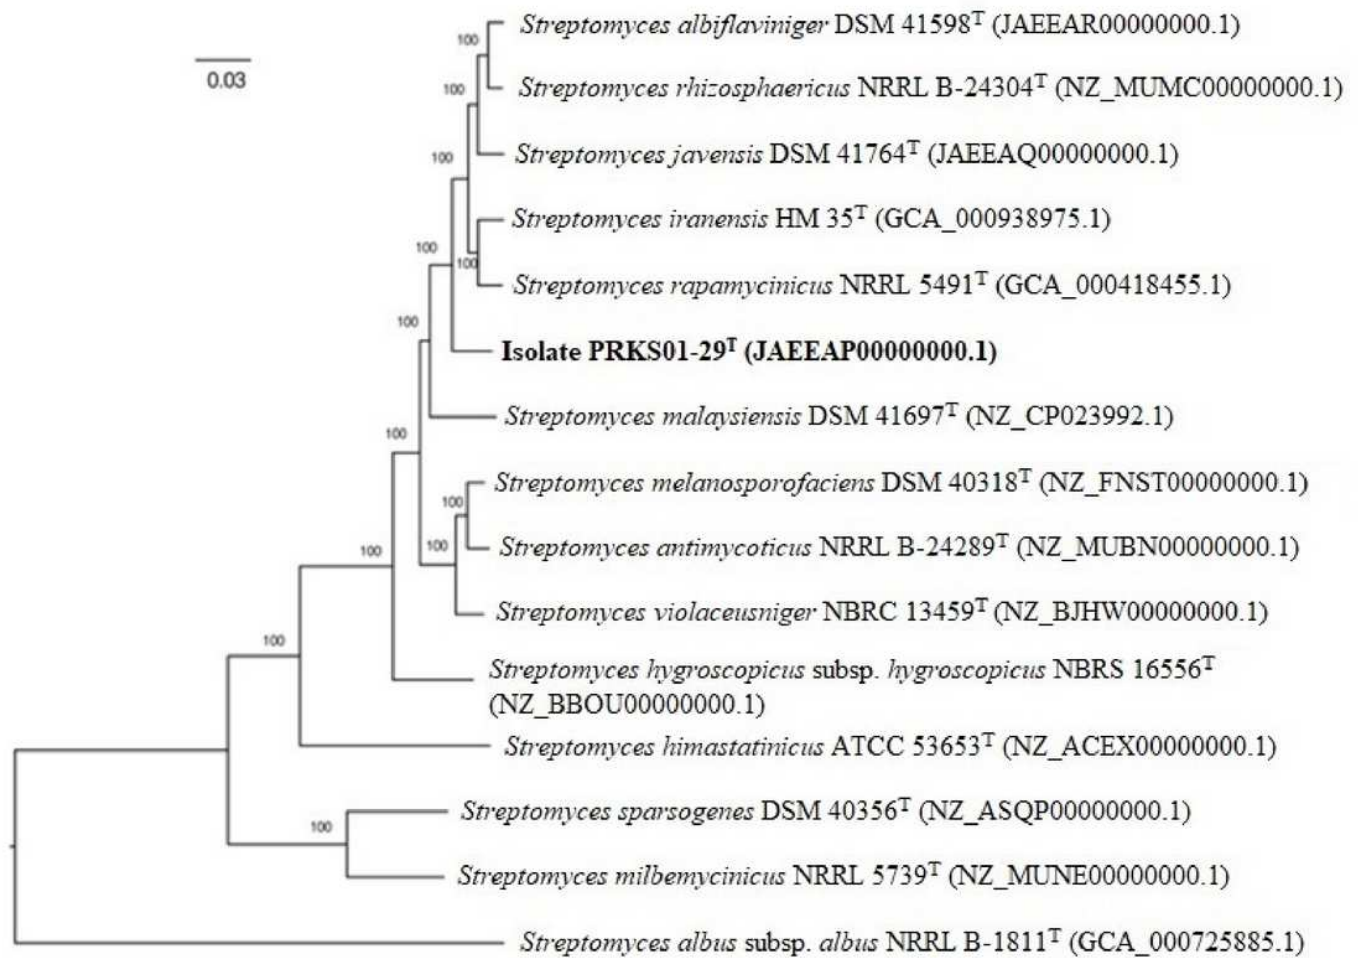 100
Streptomyces albiflaviniger DSM 41598ᵀ (JAEEAR00000000.1)
0.03
100
Streptomyces rhizosphaericus NRRL B-24304ᵀ (NZ_MUMC00000000.1)
100
Streptomyces javensis DSM 41764ᵀ (JAEEAQ00000000.1)
100
Streptomyces iranensis HM 35ᵀ (GCA_000938975.1)
100
Streptomyces rapamycinicus NRRL 5491ᵀ (GCA_000418455.1)
100
Isolate PRKS01-29ᵀ (JAEEAP00000000.1)
Streptomyces malaysiensis DSM 41697ᵀ (NZ_CP023992.1)
100
Streptomyces melanosporofaciens DSM 40318ᵀ (NZ_FNST00000000.1)
100
100
Streptomyces antimycoticus NRRL B-24289ᵀ (NZ_MUBN00000000.1)
100
Streptomyces violaceusniger NBRC 13459ᵀ (NZ_BJHW00000000.1)
100
Streptomyces hygroscopicus subsp. hygroscopicus NBRS 16556ᵀ
(NZ_BBOU00000000.1)
Streptomyces himastatinicus ATCC 53653ᵀ (NZ_ACEX00000000.1)
100
Streptomyces sparsogenes DSM 40356ᵀ (NZ_ASQP00000000.1)
Streptomyces milbemycinicus NRRL 5739ᵀ (NZ_MUNE00000000.1)
Streptomyces albus subsp. albus NRRL B-1811ᵀ (GCA_000725885.1)